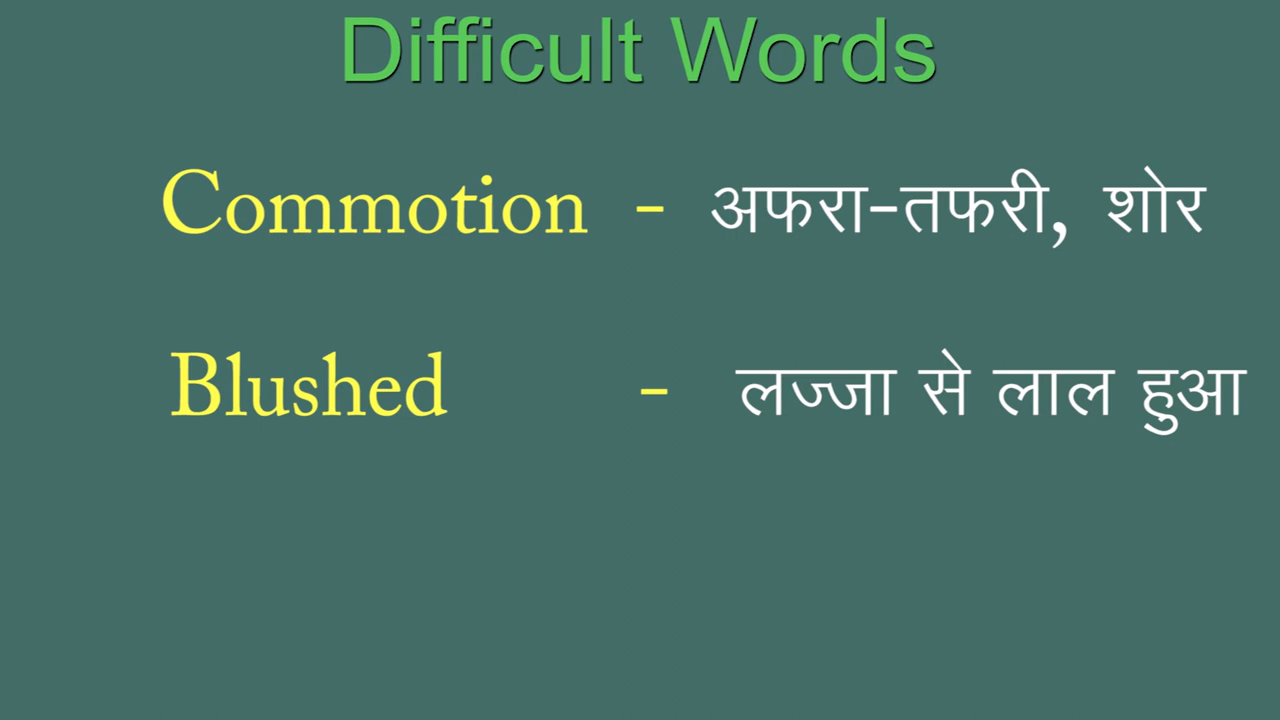 Difficult Words
Commotion - अफरा-तफरी, शोर
Blushed - लज्जा से लाल हुआ